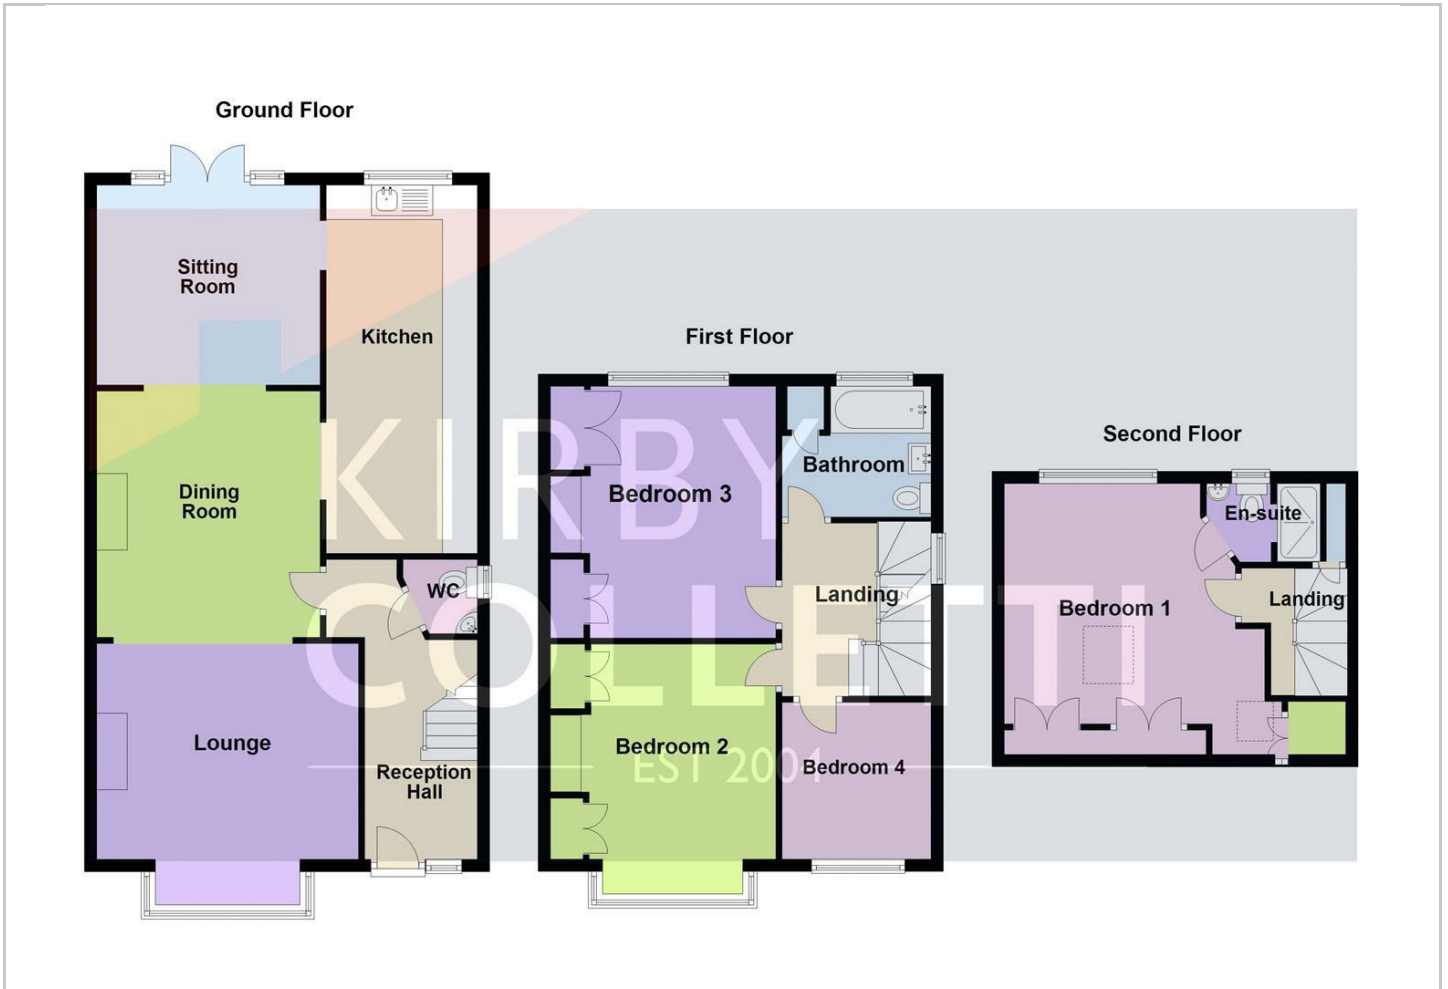 Ground Floor
Sitting
Room
Kitchen
Dining
Room
WC
Lounge
Reception
Hall
First Floor
Bedroom 3
Bathroom
Landing
Bedroom 2
Bedroom 4
Second Floor
En-suite
Bedroom 1
Landing
KIRBY
COLLETTI
EST 2004